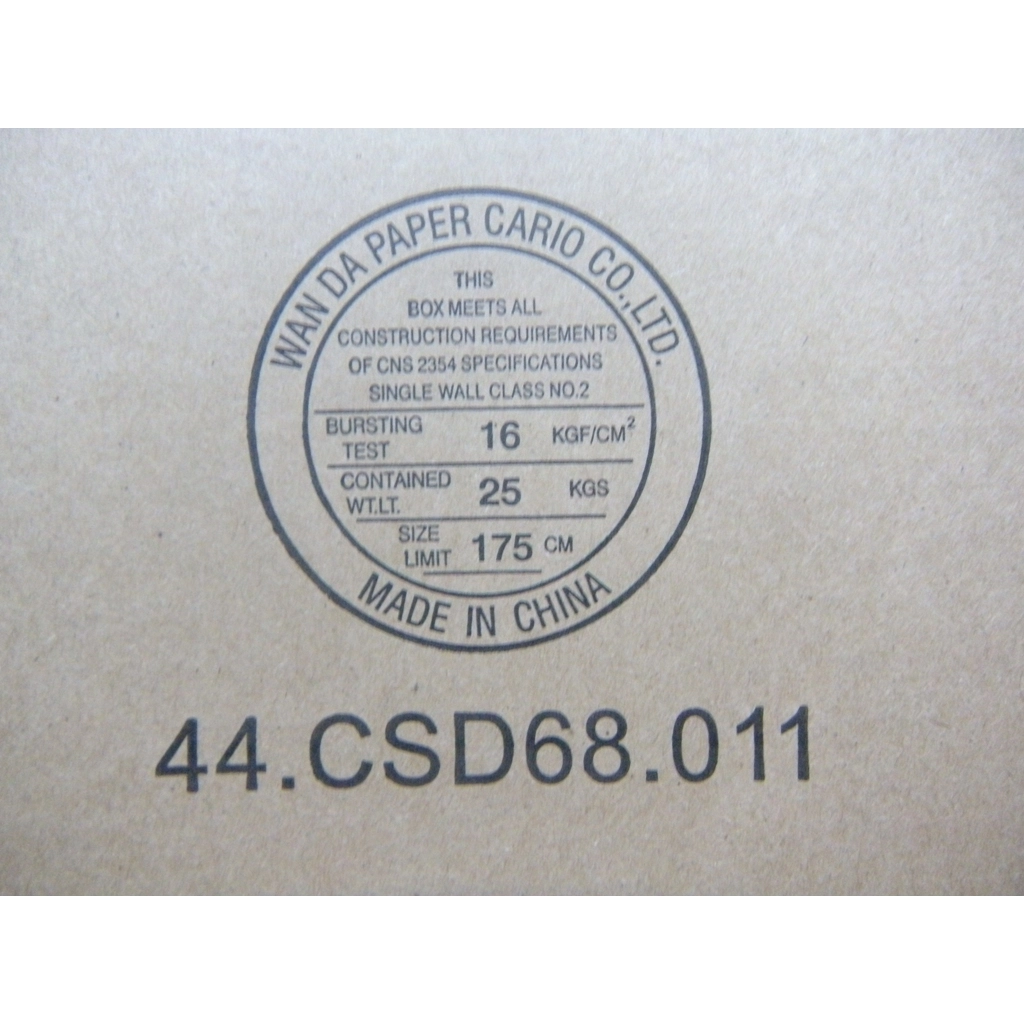 WAN DA PAPER CARIO CO.,LTD.
THIS
BOX MEETS ALL
CONSTRUCTION REQUIREMENTS
OF CNS 2354 SPECIFICATIONS
SINGLE WALL CLASS NO.2
BURSTING TEST 16 KGF/CM²
CONTAINED WT.LT. 25 KGS
SIZE LIMIT 175 CM
MADE IN CHINA
44.CSD68.011